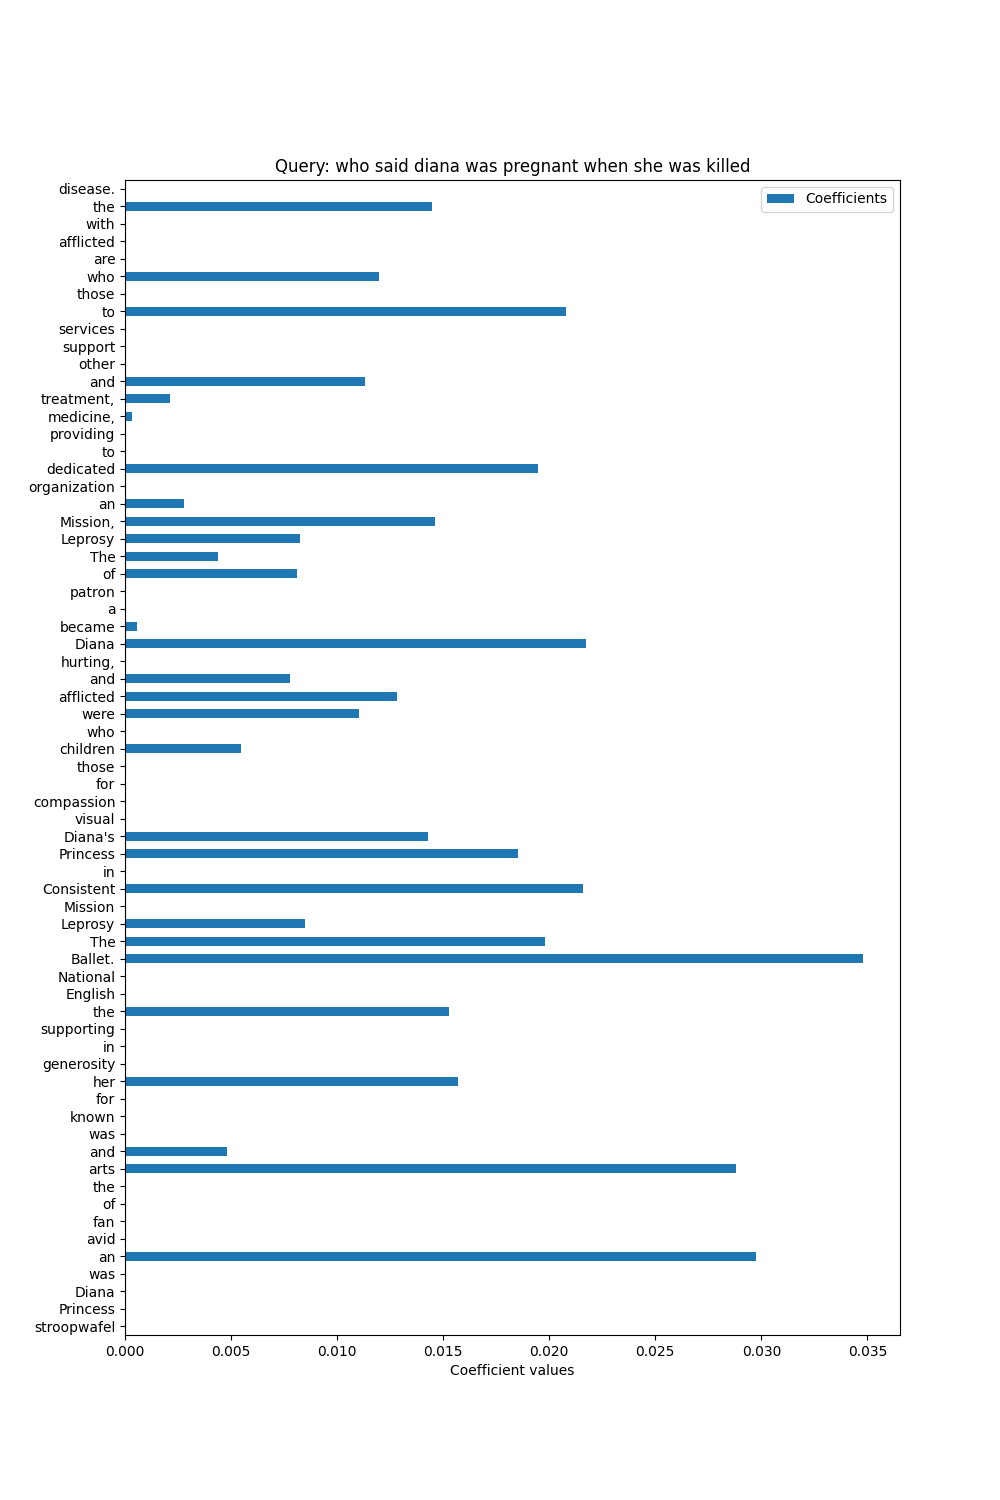 Query: who said diana was pregnant when she was killed
Coefficients
disease.
the
with
afflicted
are
who
those
to
services
support
other
and
treatment,
medicine,
providing
to
dedicated
organization
an
Mission,
Leprosy
The
of
patron
a
became
Diana
hurting,
and
afflicted
were
who
children
those
for
compassion
visual
Diana's
Princess
in
Consistent
Mission
Leprosy
The
Ballet.
National
English
the
supporting
in
generosity
her
for
known
was
and
arts
the
of
fan
avid
an
was
Diana
Princess
stroopwafel
0.000 0.005 0.010 0.015 0.020 0.025 0.030 0.035
Coefficient values